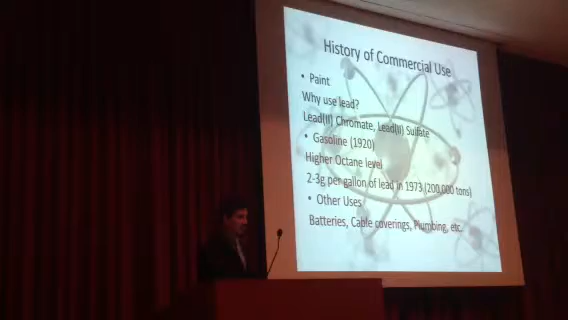 History of Commercial Use
• Paint
Why use lead?
Lead(II) Chromate, Lead(II) Sulfate
• Gasoline (1920)
Higher Octane level
2-3g per gallon of lead in 1973 (200,000 tons)
• Other Uses
Batteries, Cable coverings, Plumbing, etc.